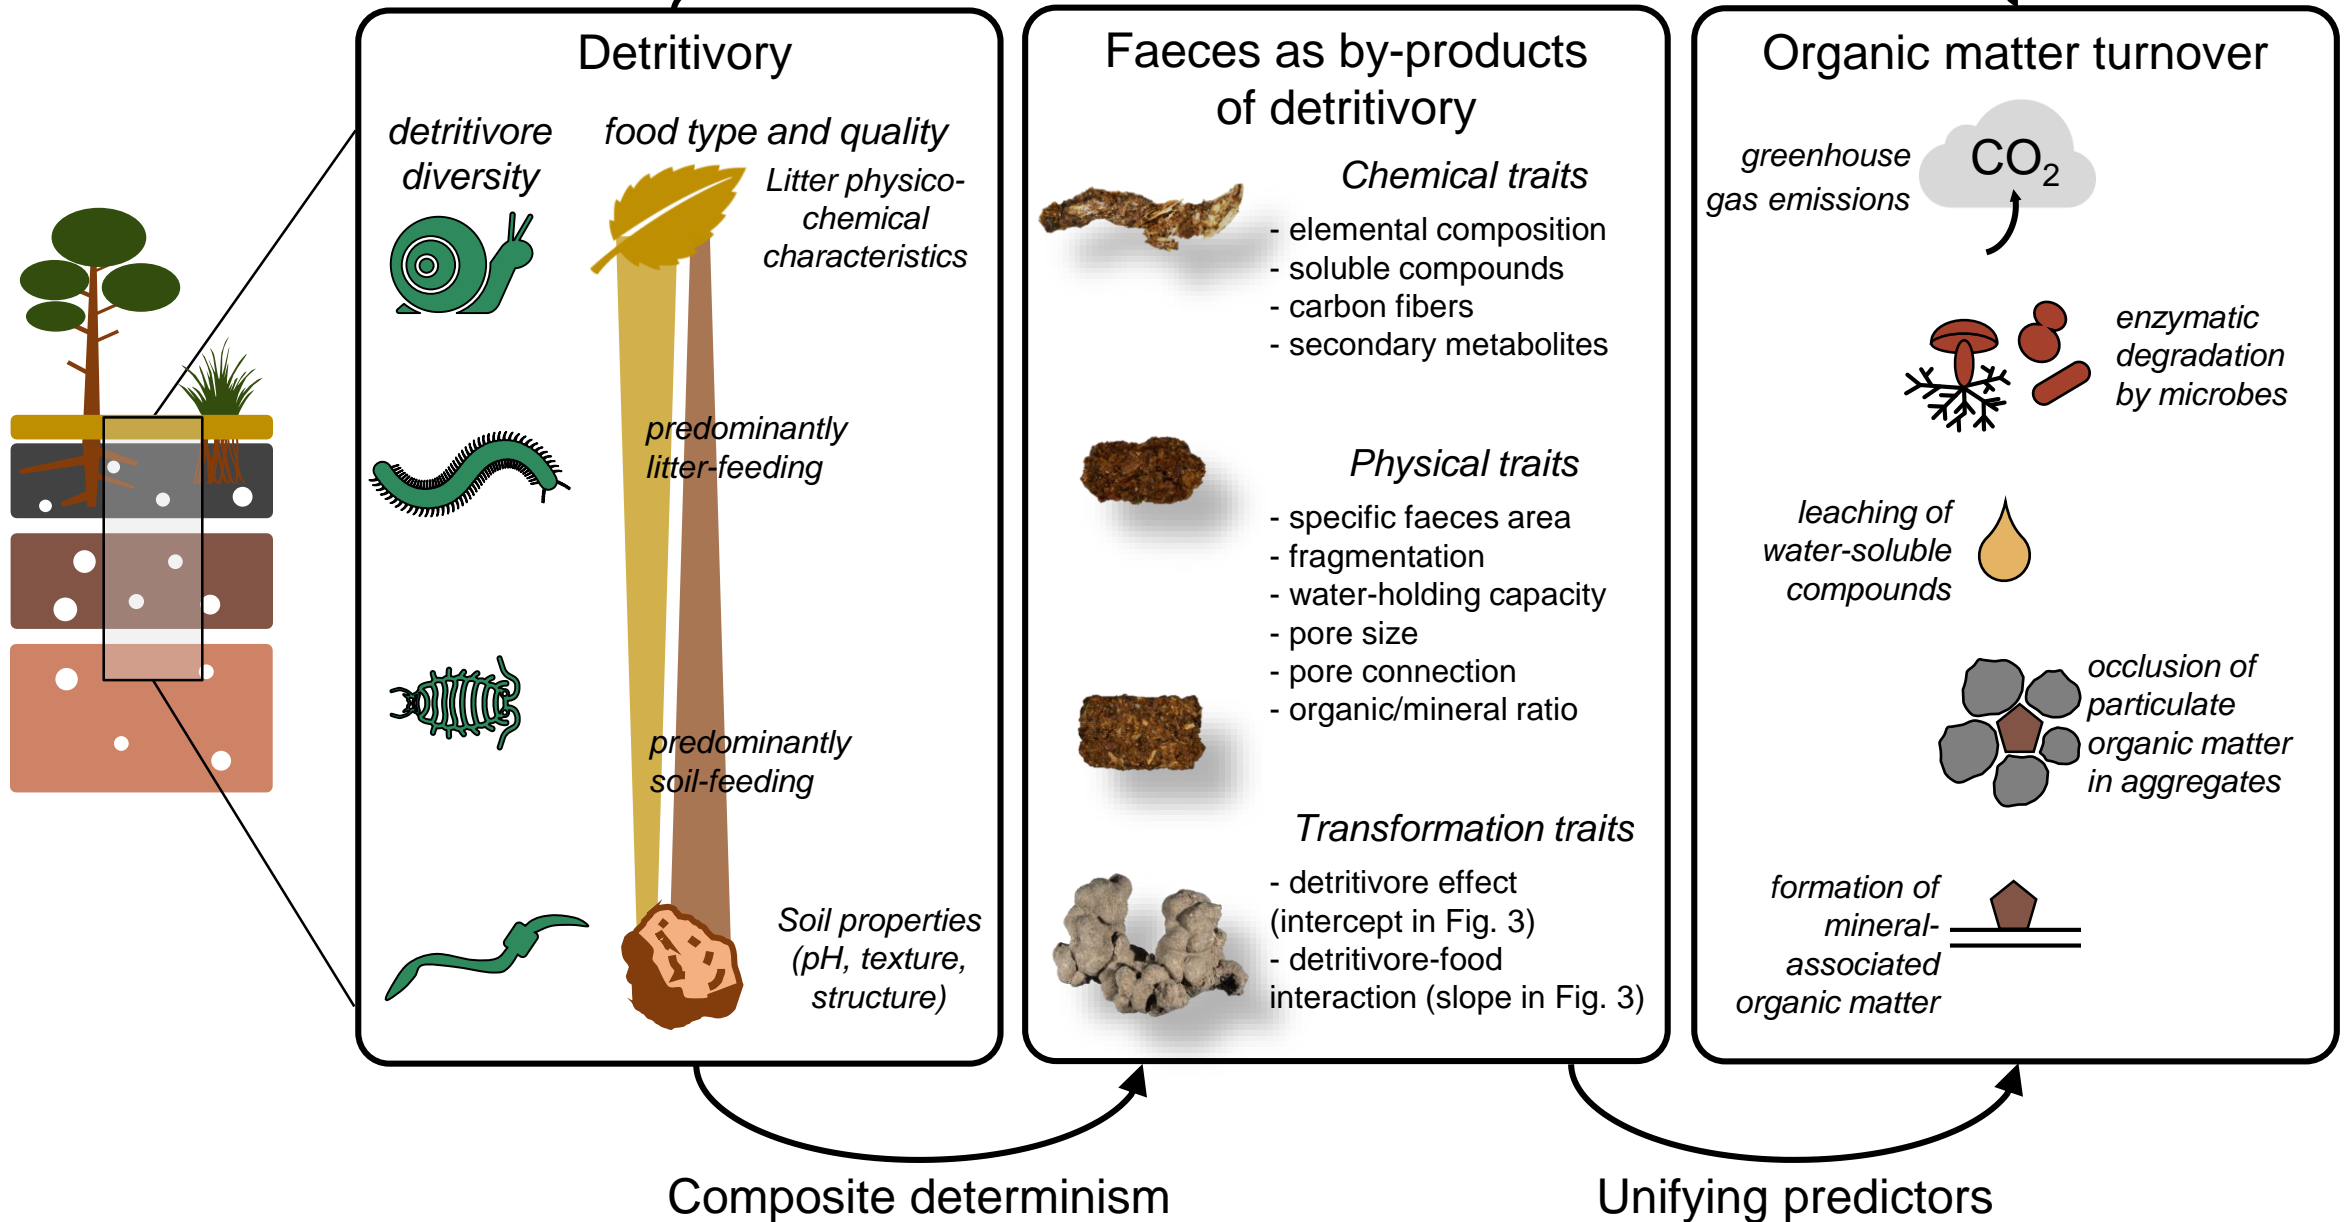 Detritivory
detritivore
diversity
food type and quality
Litter physico-
chemical
characteristics
predominantly
litter-feeding
predominantly
soil-feeding
Soil properties
(pH, texture,
structure)
Faeces as by-products
of detritivory
Chemical traits
- elemental composition
- soluble compounds
- carbon fibers
- secondary metabolites
Physical traits
- specific faeces area
- fragmentation
- water-holding capacity
- pore size
- pore connection
- organic/mineral ratio
Transformation traits
- detritivore effect
(intercept in Fig. 3)
- detritivore-food
interaction (slope in Fig. 3)
Organic matter turnover
greenhouse
gas emissions
CO₂
enzymatic
degradation
by microbes
leaching of
water-soluble
compounds
occlusion of
particulate
organic matter
in aggregates
formation of
mineral-
associated
organic matter
Composite determinism
Unifying predictors